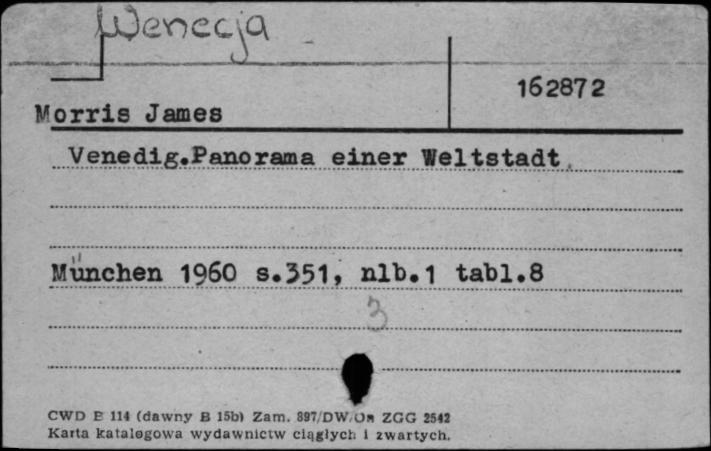 Wenecja
162872
Morris James
Venedig.Panorama einer Weltstadt.
München 1960 s.351, nlb.1 tabl.8
3
CWD E 114 (dawny B 15b) Zam. 897/DW/Om ZGG 2542
Karta katalogowa wydawnictw ciągłych i zwartych.